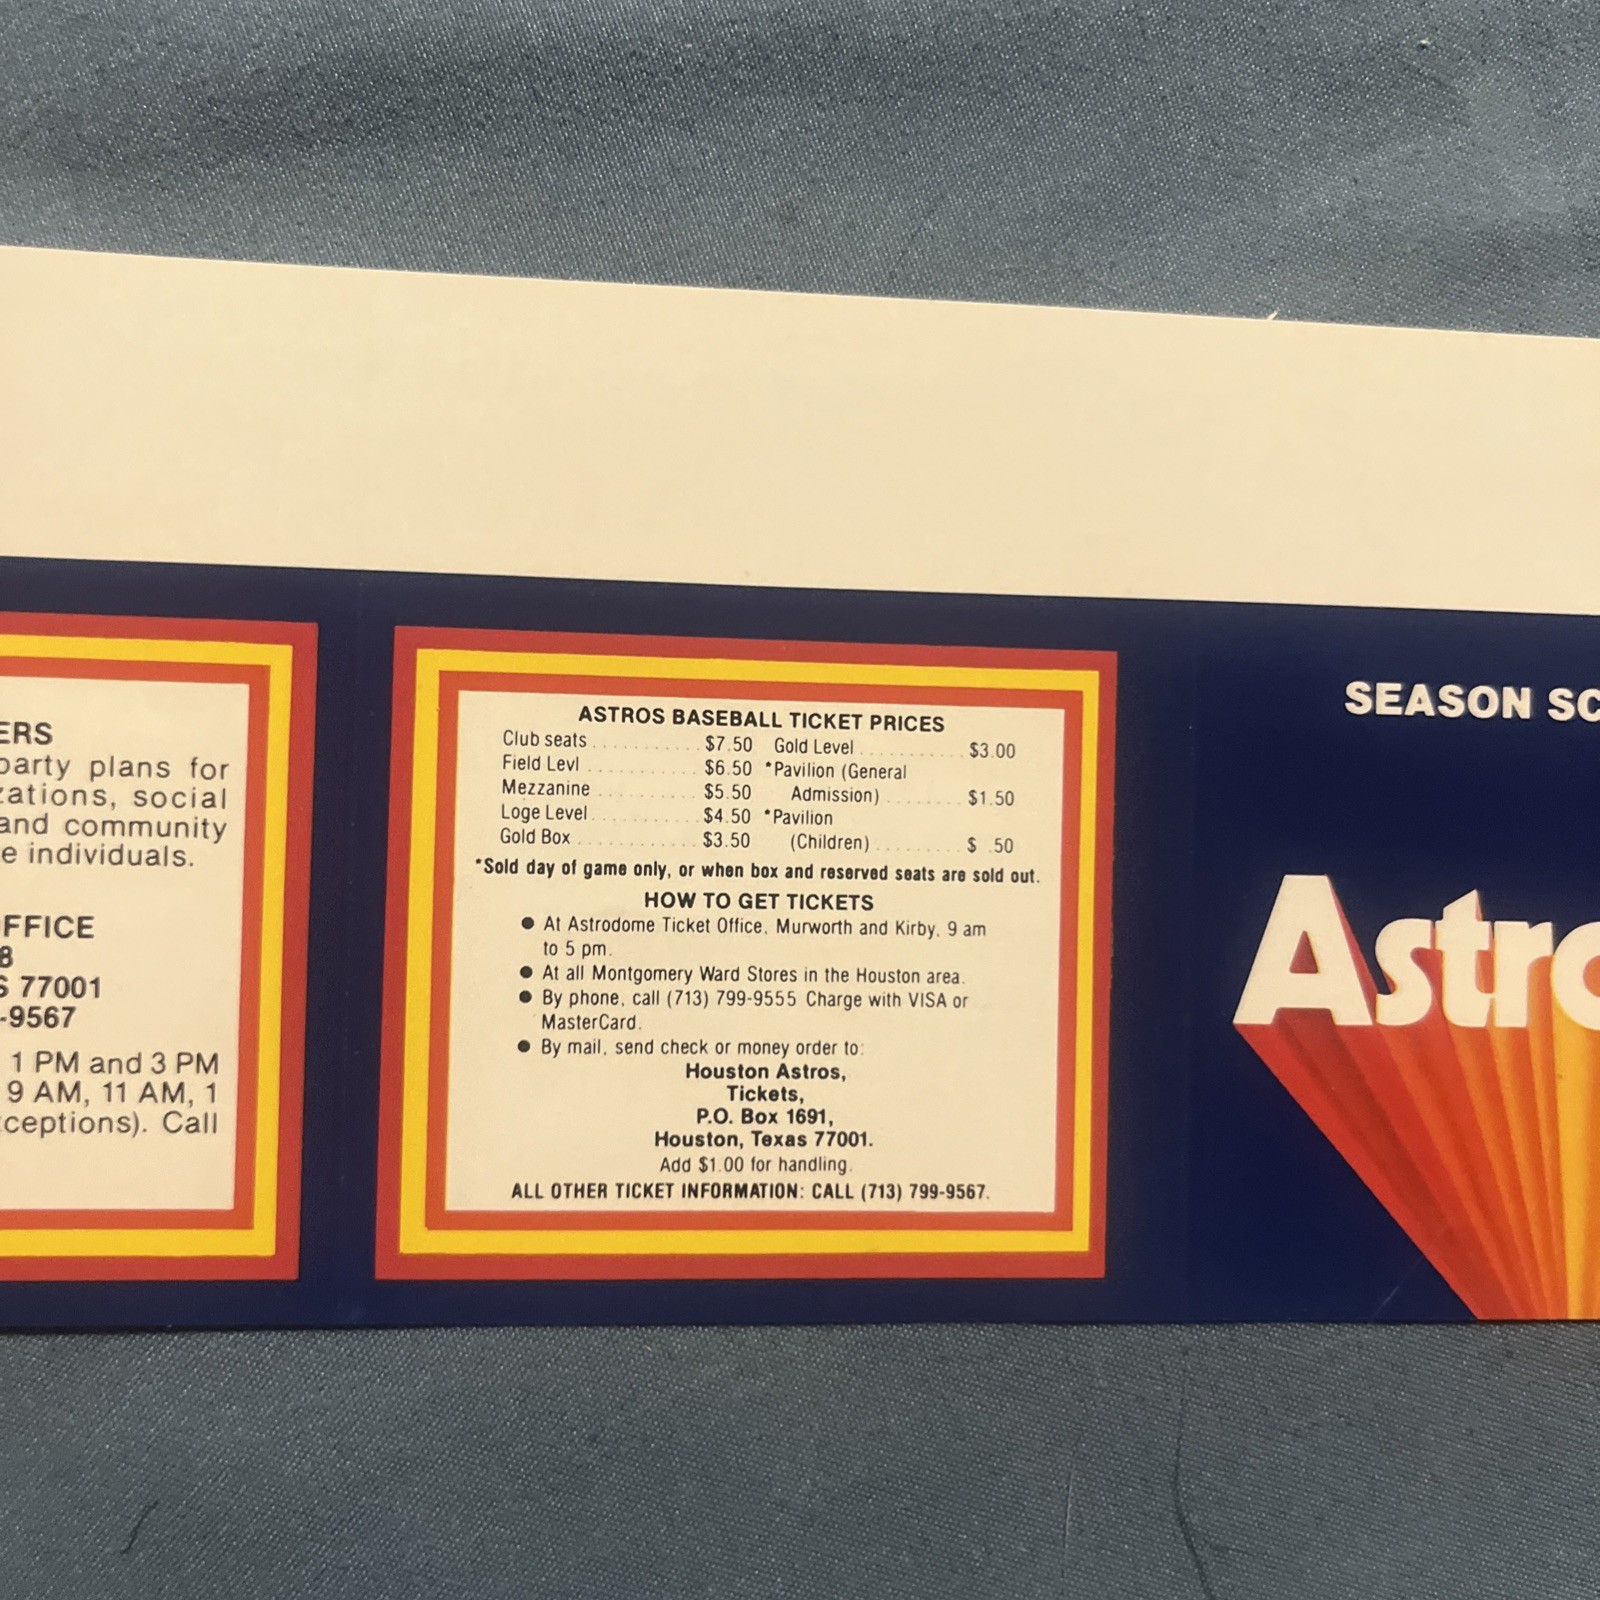 ERS
party plans for
zations, social
and community
e individuals.
FFICE
8
S 77001
-9567
1 PM and 3 PM
9 AM, 11 AM, 1
ceptions). Call
ASTROS BASEBALL TICKET PRICES
Club seats . . . . . . . . . . . $7.50 Gold Level . . . . . . . . . . . $3.00
Field Levl . . . . . . . . . . . $6.50 *Pavilion (General
Mezzanine . . . . . . . . . . $5.50 Admission) . . . . . . . . $1.50
Loge Level . . . . . . . . . . $4.50 *Pavilion
Gold Box . . . . . . . . . . . . $3.50 (Children) . . . . . . . . . $ .50
*Sold day of game only, or when box and reserved seats are sold out.
HOW TO GET TICKETS
● At Astrodome Ticket Office, Murworth and Kirby, 9 am
to 5 pm.
● At all Montgomery Ward Stores in the Houston area.
● By phone, call (713) 799-9555 Charge with VISA or
MasterCard.
● By mail, send check or money order to:
Houston Astros,
Tickets,
P.O. Box 1691,
Houston, Texas 77001.
Add $1.00 for handling.
ALL OTHER TICKET INFORMATION: CALL (713) 799-9567.
SEASON SC
Astro